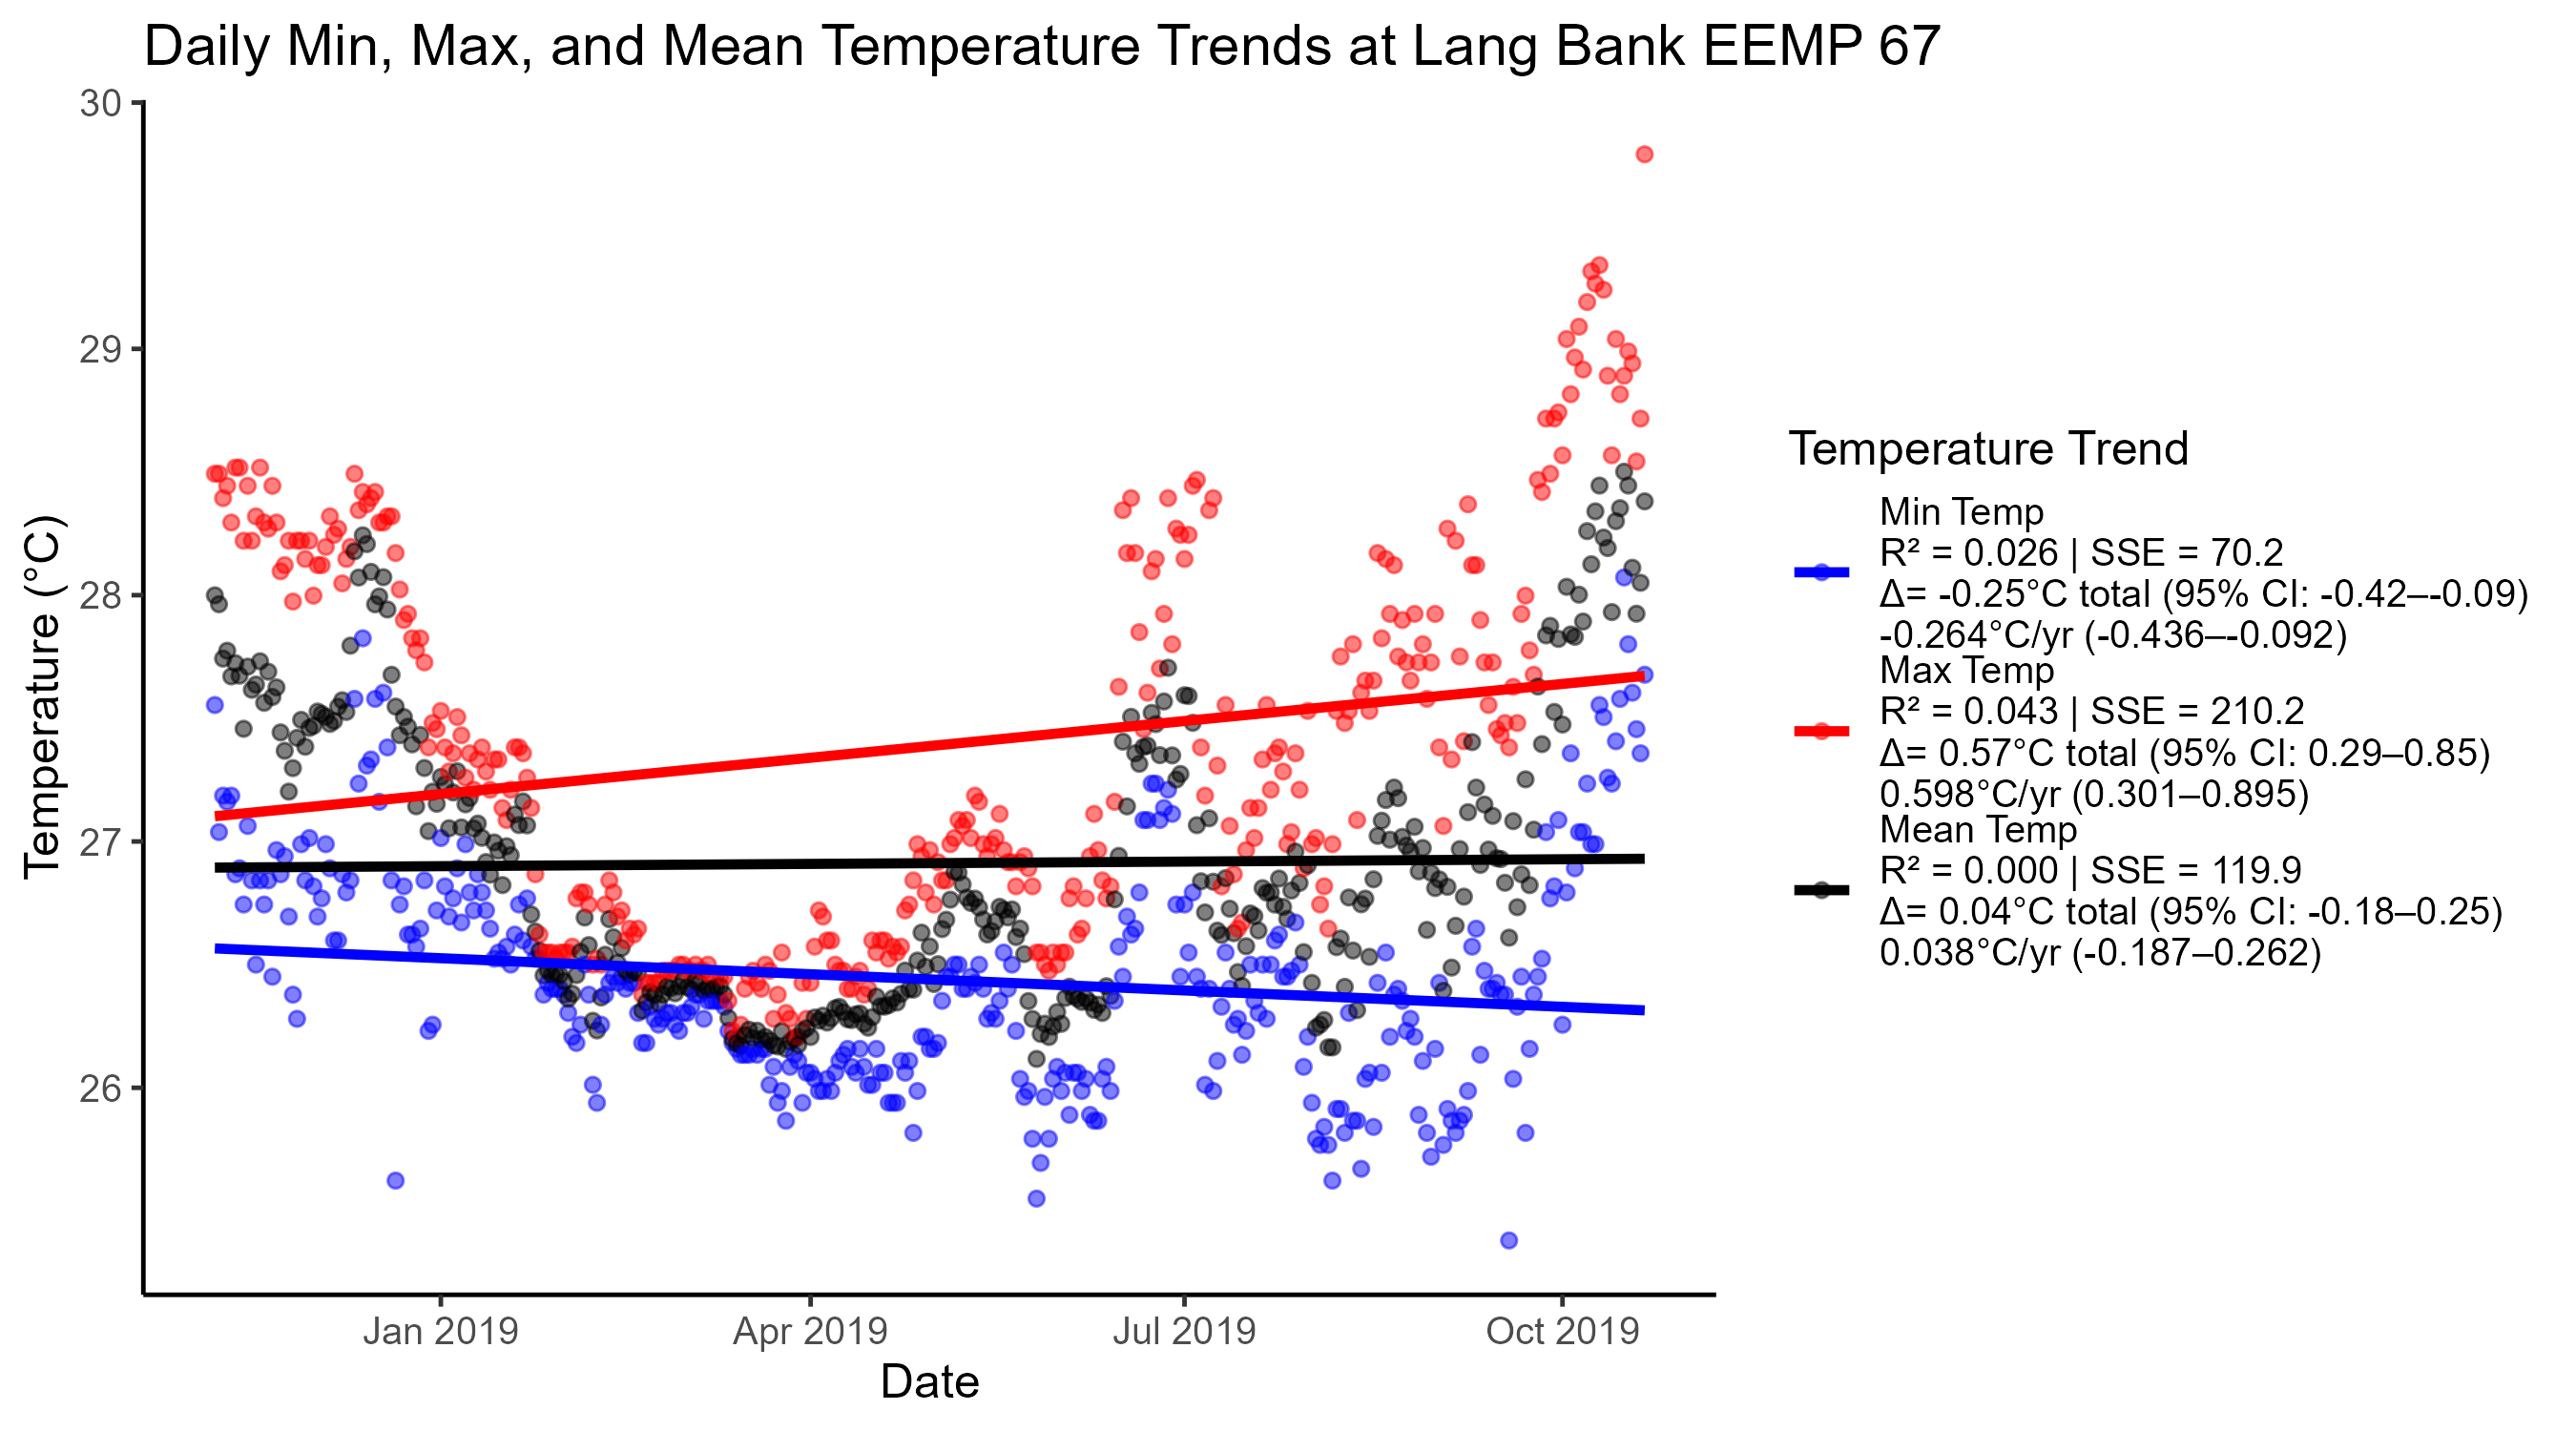 Daily Min, Max, and Mean Temperature Trends at Lang Bank EEMP 67
30
29
28
27
26
Temperature (°C)
Jan 2019
Apr 2019
Jul 2019
Oct 2019
Date
Temperature Trend
Min Temp
R² = 0.026 | SSE = 70.2
Δ= -0.25°C total (95% CI: -0.42–-0.09)
-0.264°C/yr (-0.436–-0.092)
Max Temp
R² = 0.043 | SSE = 210.2
Δ= 0.57°C total (95% CI: 0.29–0.85)
0.598°C/yr (0.301–0.895)
Mean Temp
R² = 0.000 | SSE = 119.9
Δ= 0.04°C total (95% CI: -0.18–0.25)
0.038°C/yr (-0.187–0.262)